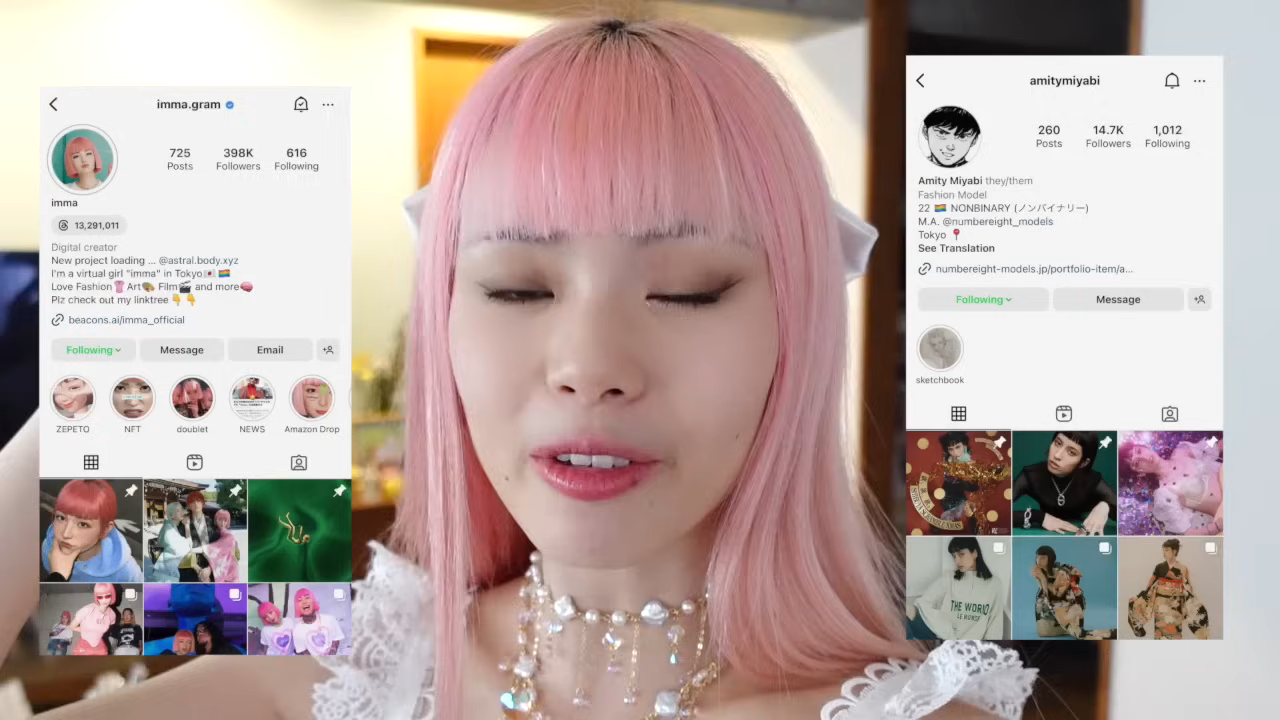 imma.gram
725
398K
616
Posts
Followers
Following
imma
13,291,011
Digital creator
New project loading ... @astral.body.xyz
I'm a virtual girl "imma" in Tokyo🇯🇵 🏳️‍🌈
Love Fashion👚Art🎨 Film🎬 and more🧠
Plz check out my linktree 👇👇
beacons.ai/imma_official
Following
Message
Email
ZEPETO
NFT
doublet
NEWS
Amazon Drop
amitymiyabi
260
14.7K
1,012
Posts
Followers
Following
Amity Miyabi they/them
Fashion Model
22 🏳️‍🌈 NONBINARY (ノンバイナリー)
M.A. @numbereight_models
Tokyo 📍
See Translation
numbereight-models.jp/portfolio-item/a...
Following
Message
sketchbook
THE WORLD